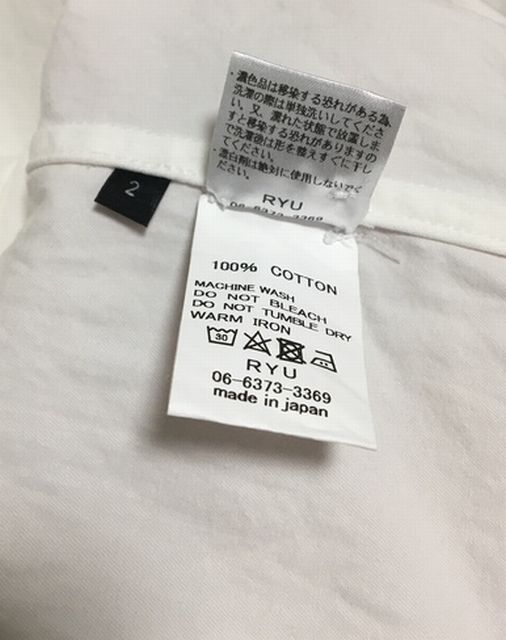 ・濃色品は移染する恐れがある為
洗濯の際は単独洗いしてくださ
い。又、濡れた状態で放置しま
すと移染する恐れがありますの
で洗濯後は形を整えすぐに干し
てください。
・漂白剤は絶対に使用しないでく
ださい。
RYU
06-6373-3369
2
100% COTTON
MACHINE WASH
DO NOT BLEACH
DO NOT TUMBLE DRY
WARM IRON
30
RYU
06-6373-3369
made in japan